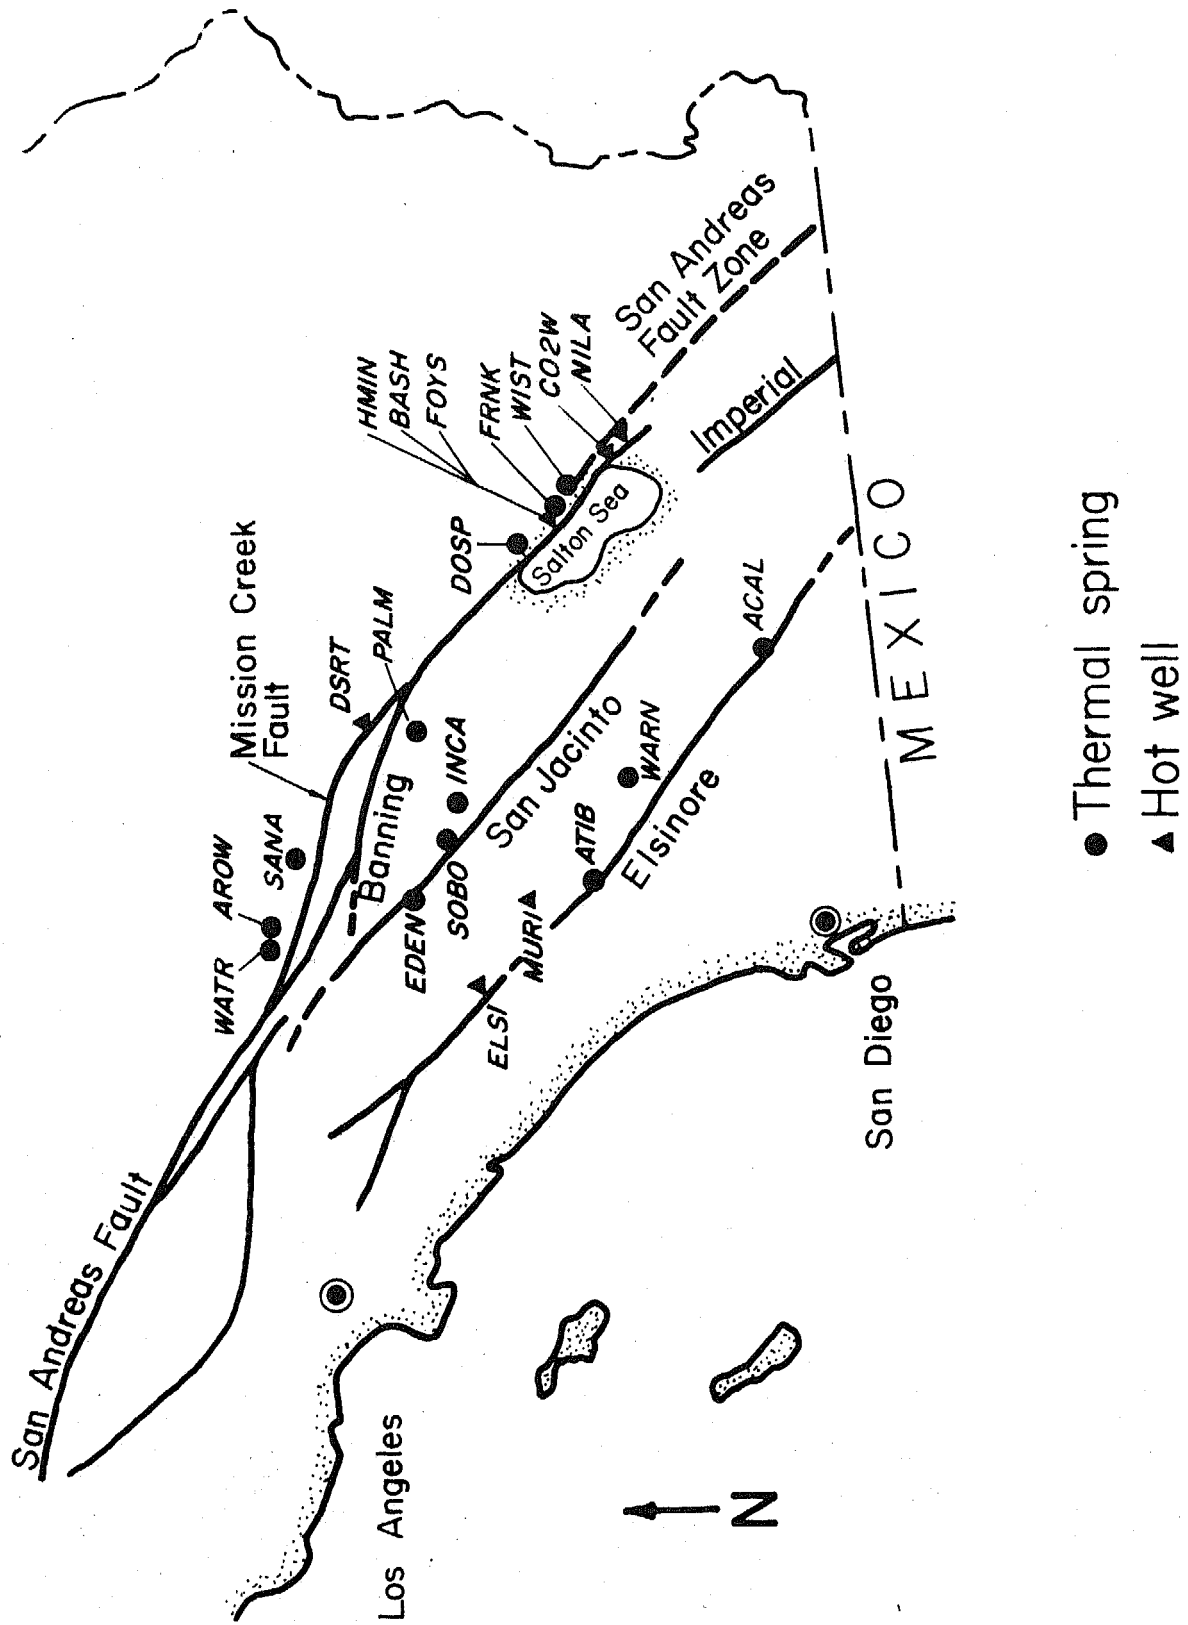 San Andreas Fault
Mission Creek
Fault
WATR
AROW
SANA
DSRT
PALM
Banning
DOSP
HMIN
BASH
FOYS
FRNK
WIST
CO2W
NILA
San Andreas
Fault Zone
Salton Sea
Imperial
EDEN
SOBO
INCA
San Jacinto
ELSI
MURI
ATIB
WARN
Elsinore
ACAL
Los Angeles
San Diego
MEXICO
N
Thermal spring
Hot well